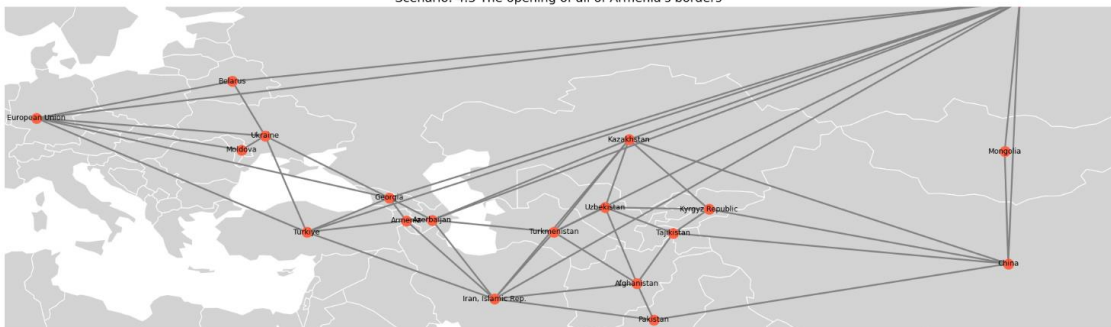 Scenario 4.3 The opening of all of Armenia's borders
Belarus
European Union
Ukraine
Moldova
Kazakhstan
Mongolia
Georgia
Uzbekistan
Kyrgyz Republic
Armenia
Azerbaijan
Türkiye
Turkmenistan
Tajikistan
China
Afghanistan
Iran, Islamic Rep.
Pakistan